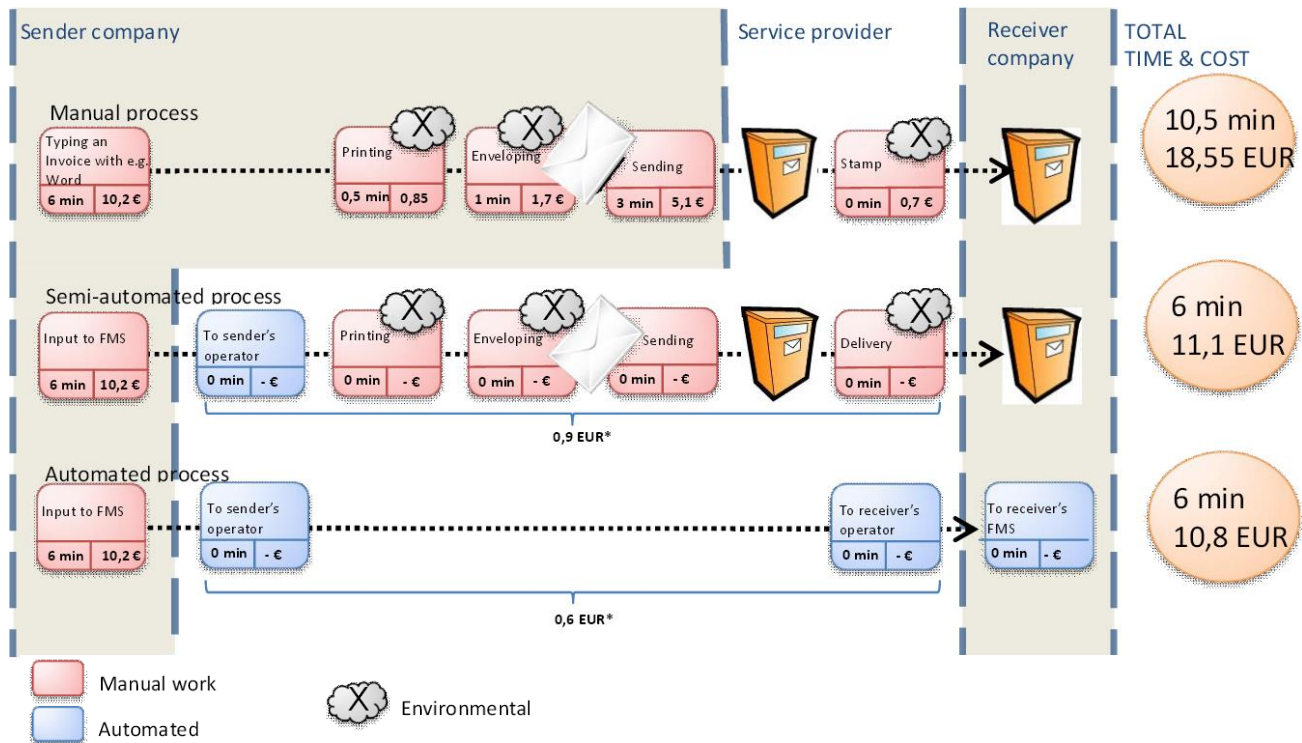 Sender company
Service provider
Receiver
company
TOTAL
TIME & COST
Manual process
Typing an
Invoice with e.g.
Word
6 min 10,2 €
X
Printing
0,5 min 0,85
X
Enveloping
1 min 1,7 €
Sending
3 min 5,1 €
X
Stamp
0 min 0,7 €
10,5 min
18,55 EUR
Semi-automated process
Input to FMS
6 min 10,2 €
To sender's
operator
0 min - €
X
Printing
0 min - €
X
Enveloping
0 min - €
Sending
0 min - €
X
Delivery
0 min - €
6 min
11,1 EUR
0,9 EUR*
Automated process
Input to FMS
6 min 10,2 €
To sender's
operator
0 min - €
To receiver's
operator
0 min - €
To receiver's
FMS
0 min - €
6 min
10,8 EUR
0,6 EUR*
Manual work
Automated
X
Environmental